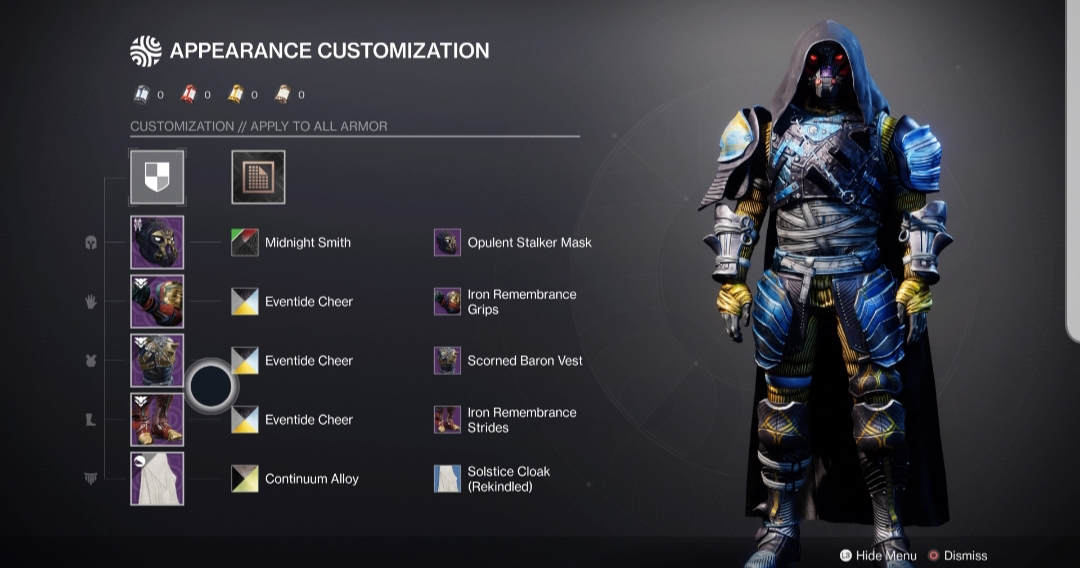 APPEARANCE CUSTOMIZATION
0 0 0 0
CUSTOMIZATION // APPLY TO ALL ARMOR
Midnight Smith
Opulent Stalker Mask
Eventide Cheer
Iron Remembrance
Grips
Eventide Cheer
Scorned Baron Vest
Eventide Cheer
Iron Remembrance
Strides
Continuum Alloy
Solstice Cloak
(Rekindled)
LS Hide Menu Dismiss